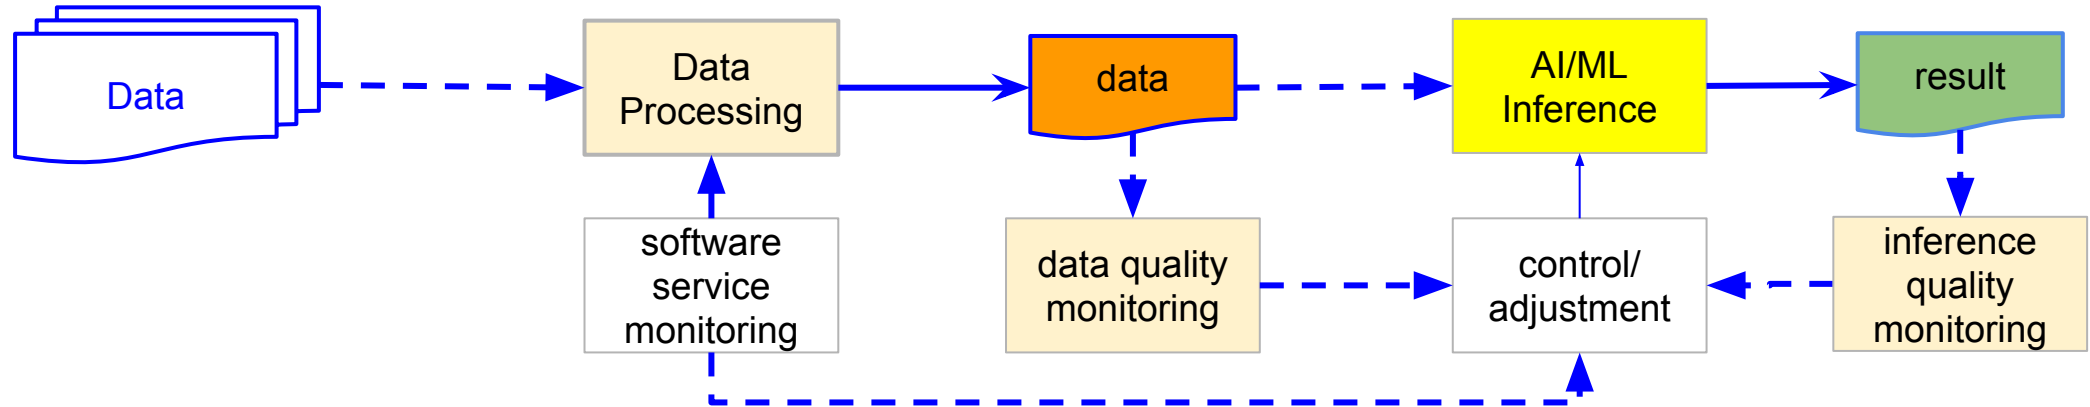 Data
Data
Processing
data
AI/ML
Inference
result
software
service
monitoring
data quality
monitoring
control/
adjustment
inference
quality
monitoring